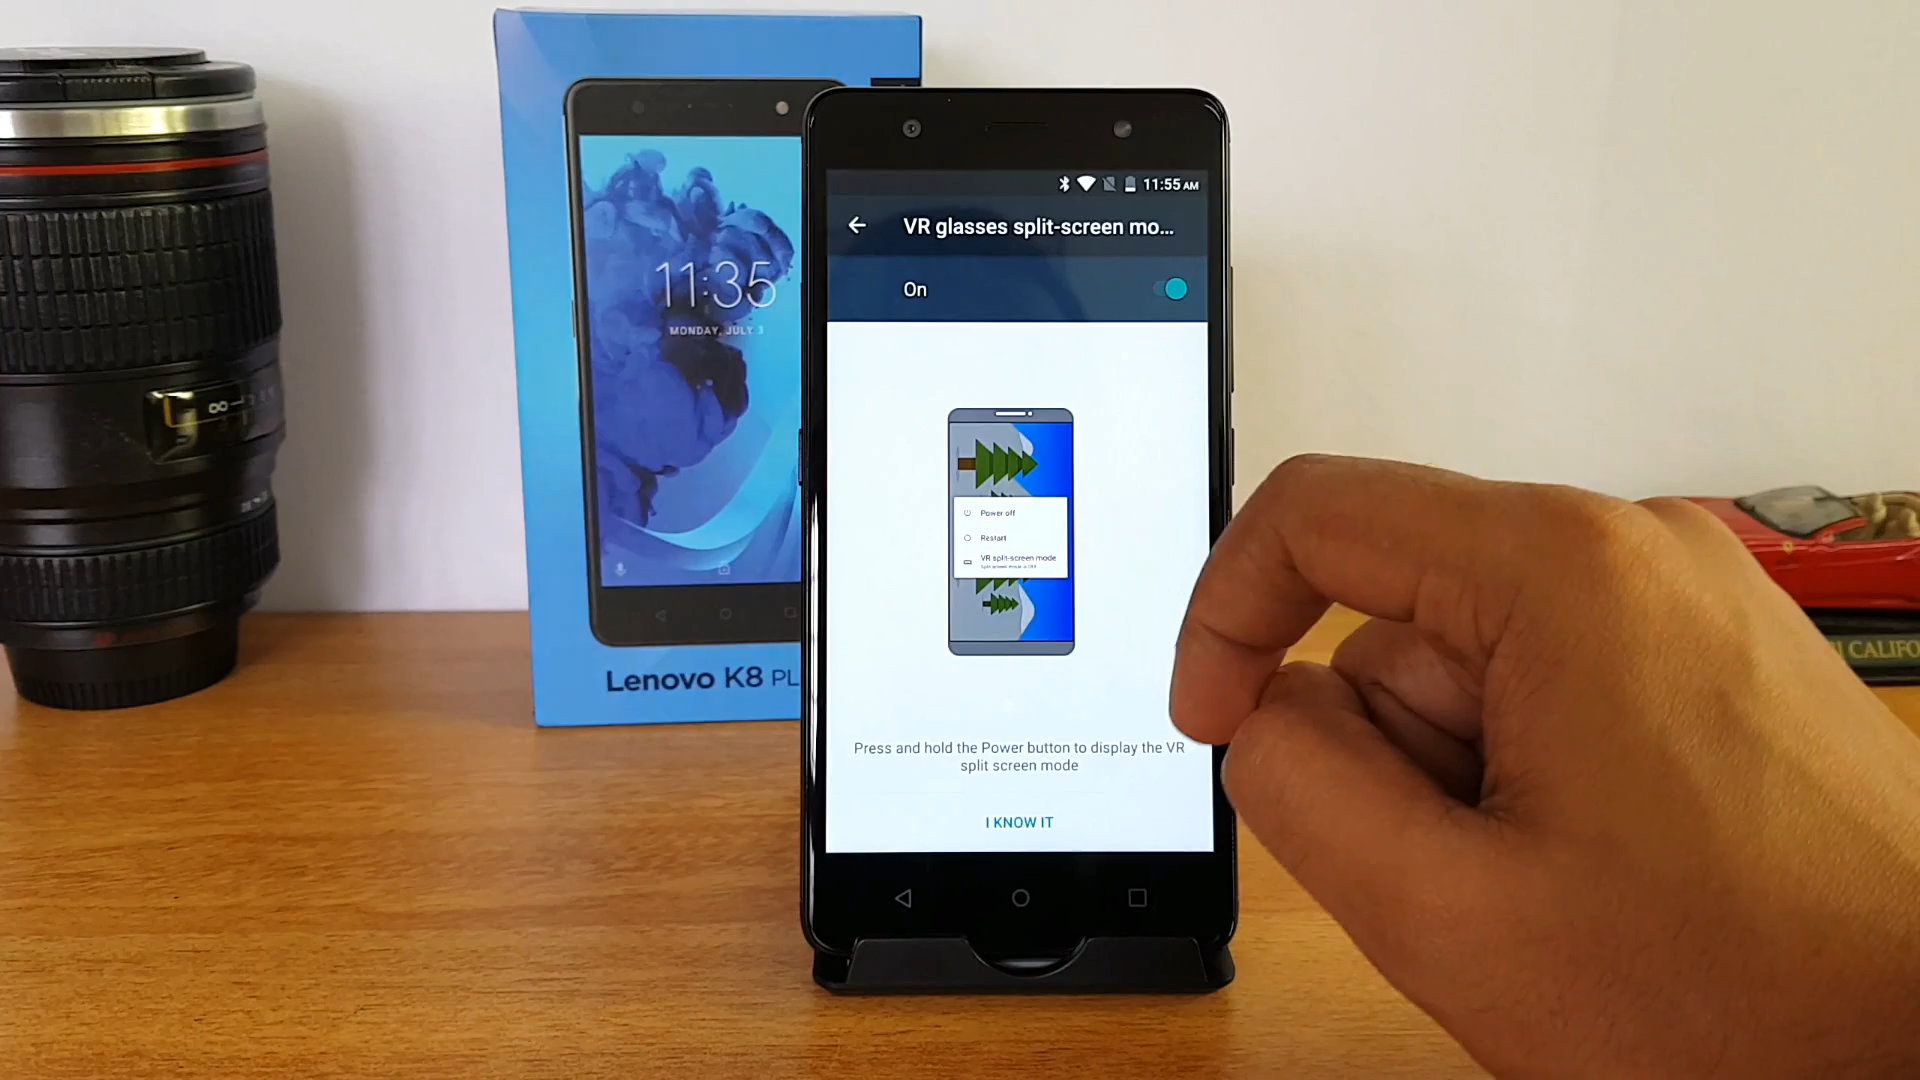 11:55 AM
VR glasses split-screen mo...
On
Power off
Restart
VR split-screen mode
Press and hold the Power button to display the VR
split screen mode
I KNOW IT
11:35
MONDAY, JULY 3
Lenovo K8 PL
∞
CALIFO